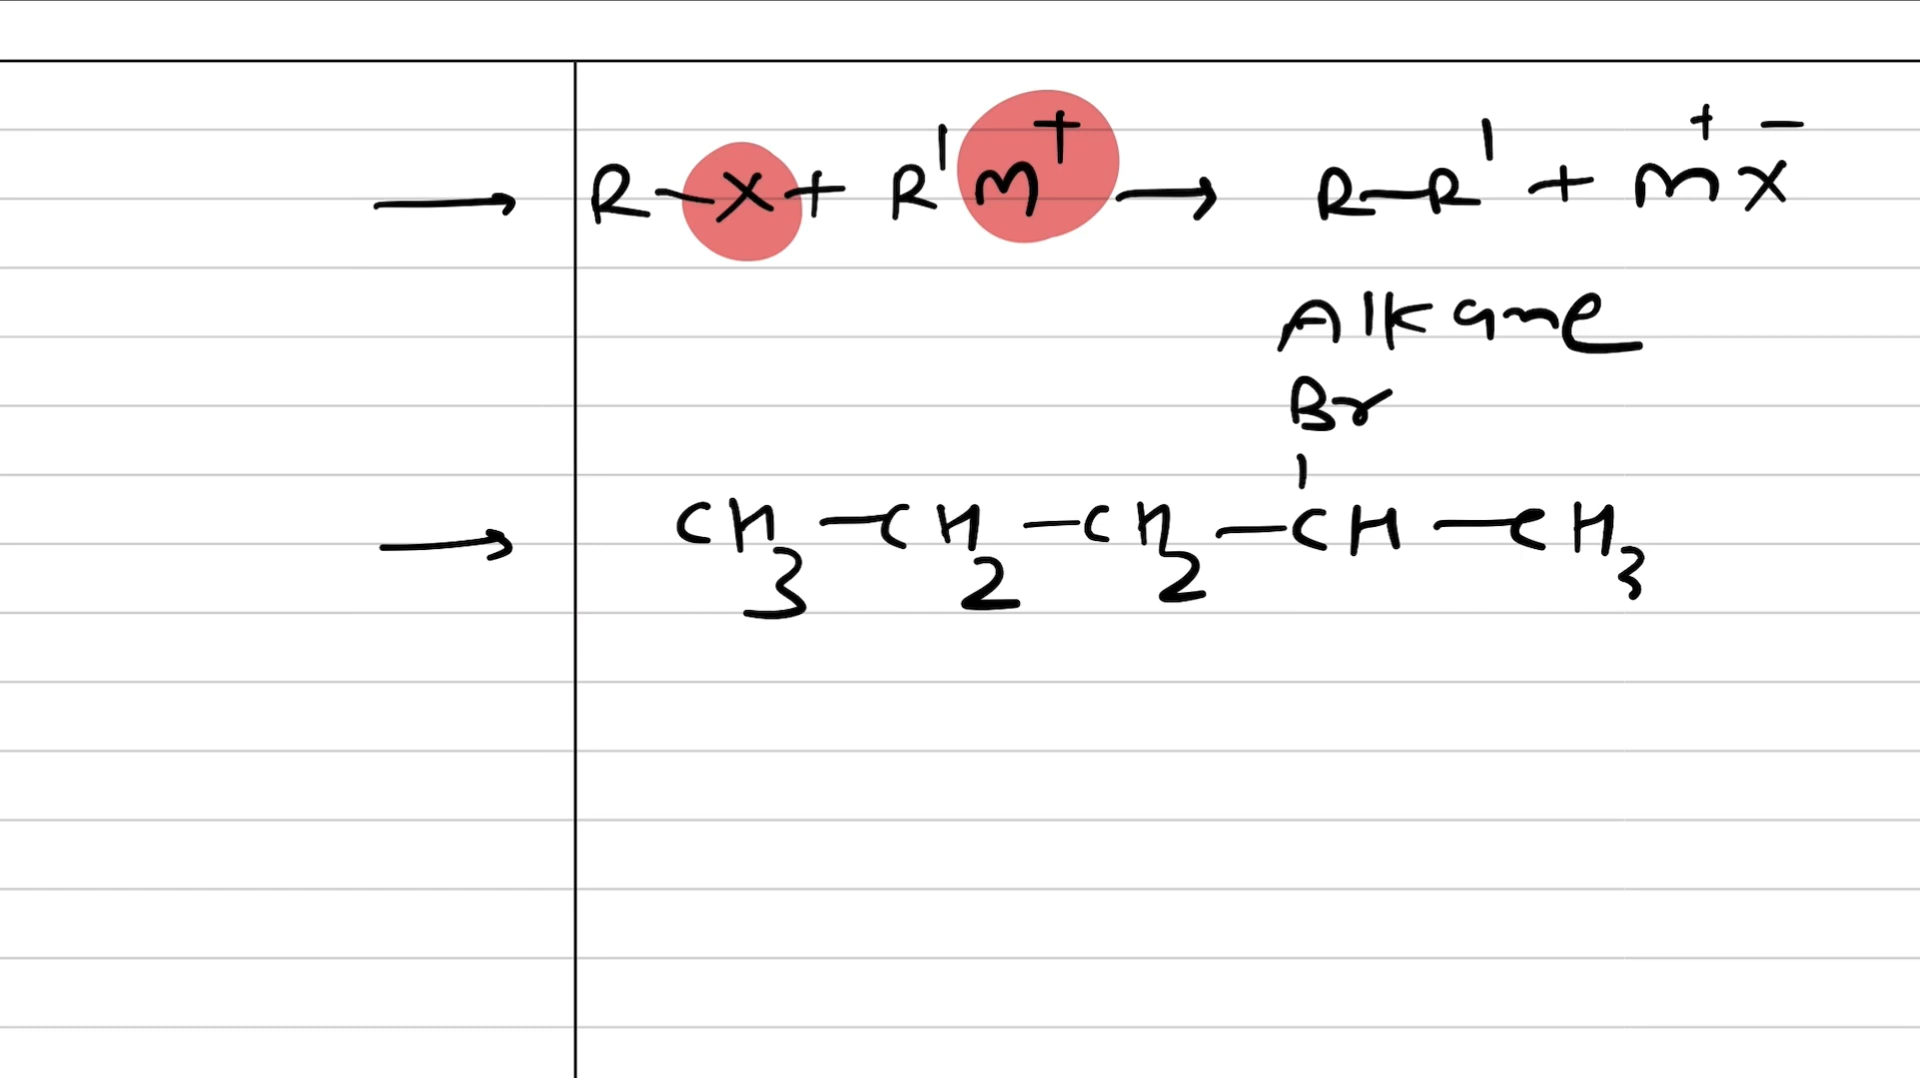 → R-X + R'M⁺ → R-R' + M⁺X⁻
Alkane
Br
|
→ CH₃-CH₂-CH₂-CH-CH₃